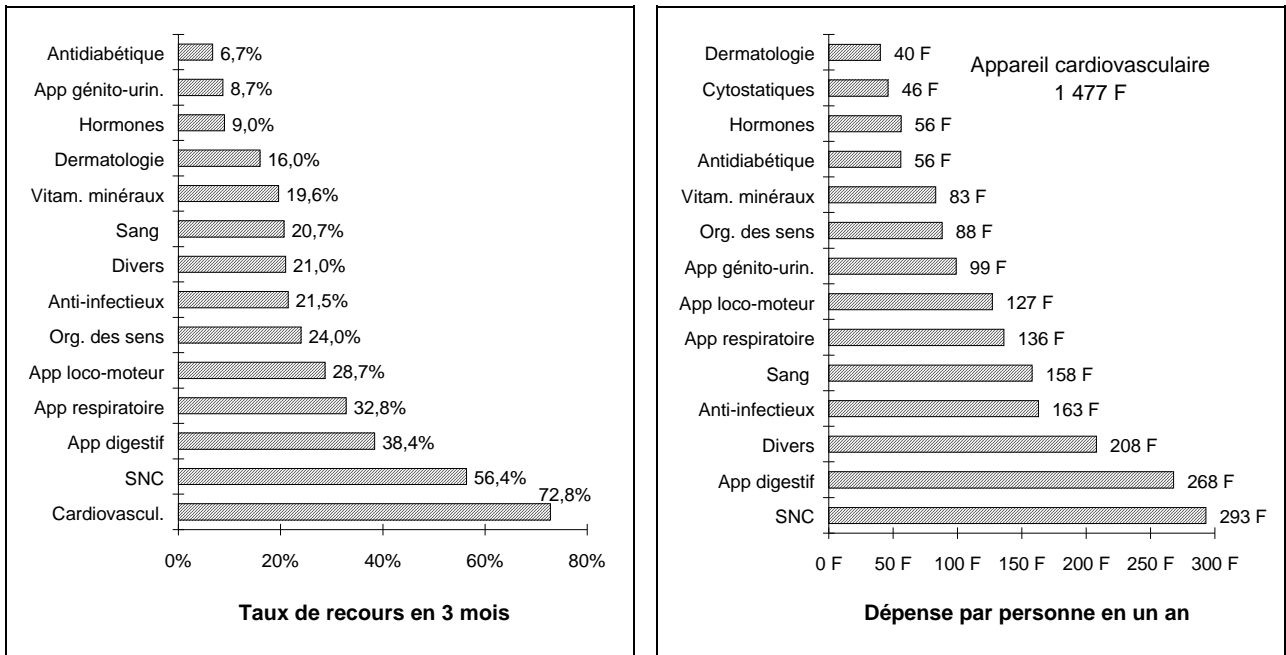 Antidiabétique 6,7%
App génito-urin. 8,7%
Hormones 9,0%
Dermatologie 16,0%
Vitam. minéraux 19,6%
Sang 20,7%
Divers 21,0%
Anti-infectieux 21,5%
Org. des sens 24,0%
App loco-moteur 28,7%
App respiratoire 32,8%
App digestif 38,4%
SNC 56,4%
Cardiovascul. 72,8%
0% 20% 40% 60% 80%
Taux de recours en 3 mois
Appareil cardiovasculaire
1 477 F
Dermatologie 40 F
Cytostatiques 46 F
Hormones 56 F
Antidiabétique 56 F
Vitam. minéraux 83 F
Org. des sens 88 F
App génito-urin. 99 F
App loco-moteur 127 F
App respiratoire 136 F
Sang 158 F
Anti-infectieux 163 F
Divers 208 F
App digestif 268 F
SNC 293 F
0 F 50 F 100 F 150 F 200 F 250 F 300 F
Dépense par personne en un an